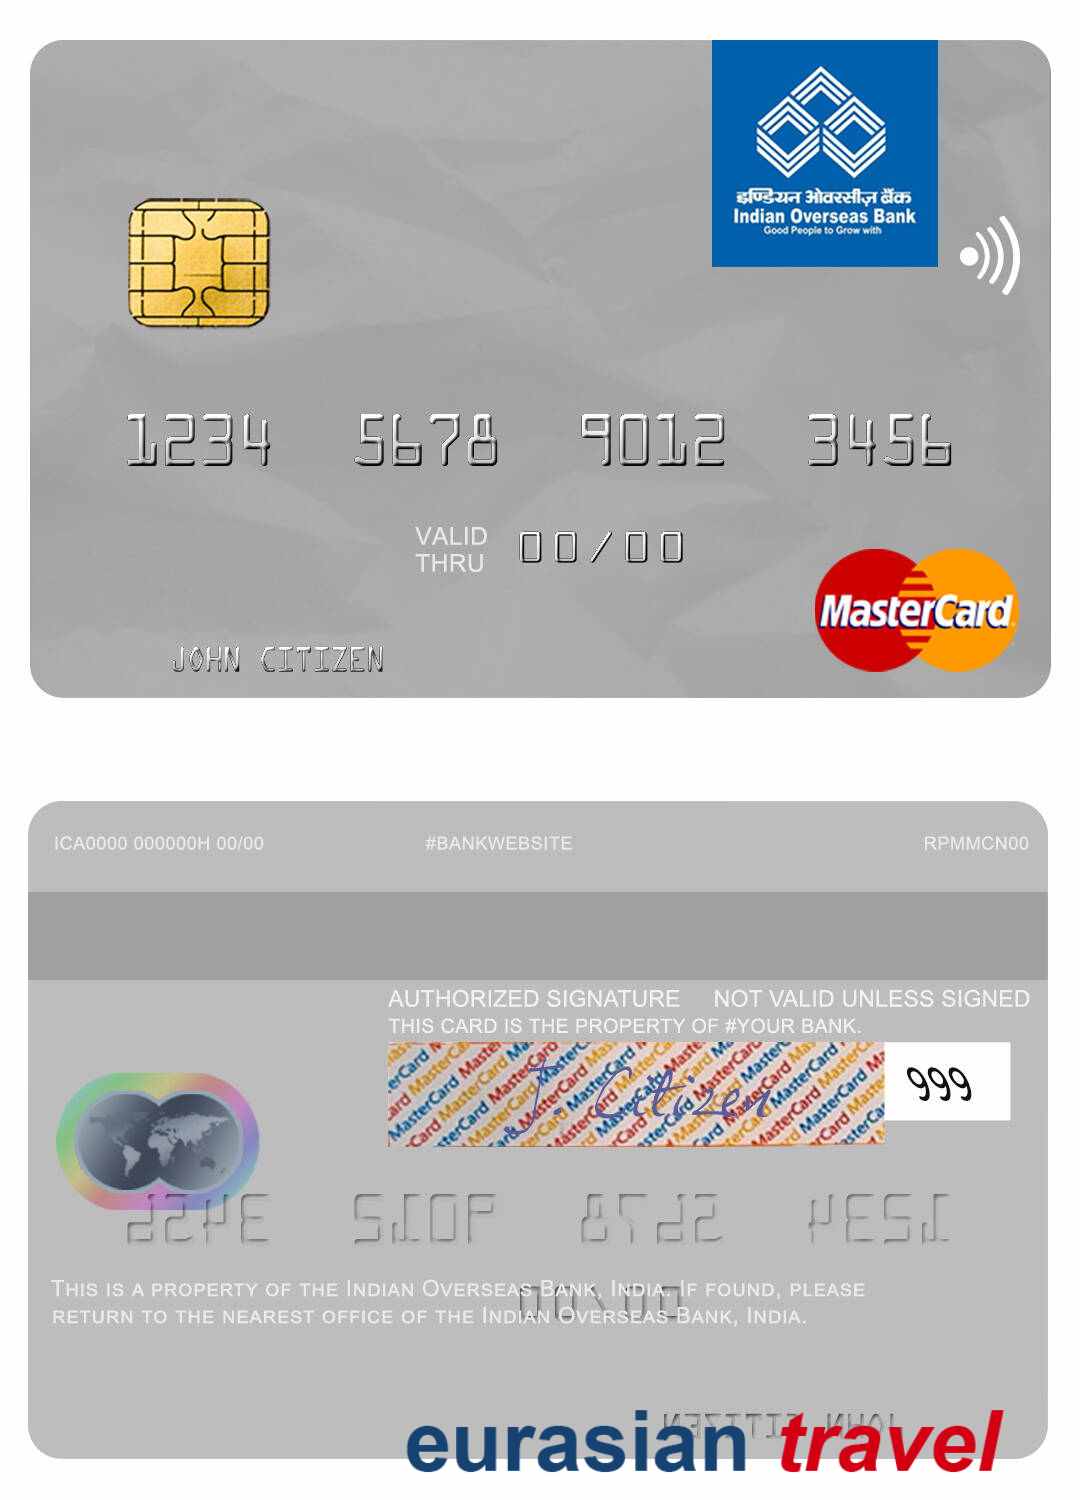 इण्डियन ओवरसीज़ बैंक
Indian Overseas Bank
Good People to Grow with
1234 5678 9012 3456
VALID THRU 00/00
MasterCard
JOHN CITIZEN
ICA0000 000000H 00/00 #BANKWEBSITE RPMMCN00
AUTHORIZED SIGNATURE NOT VALID UNLESS SIGNED
THIS CARD IS THE PROPERTY OF #YOUR BANK.
J. Citizen 999
THIS IS A PROPERTY OF THE INDIAN OVERSEAS BANK, INDIA. IF FOUND, PLEASE
RETURN TO THE NEAREST OFFICE OF THE INDIAN OVERSEAS BANK, INDIA.
eurasian travel